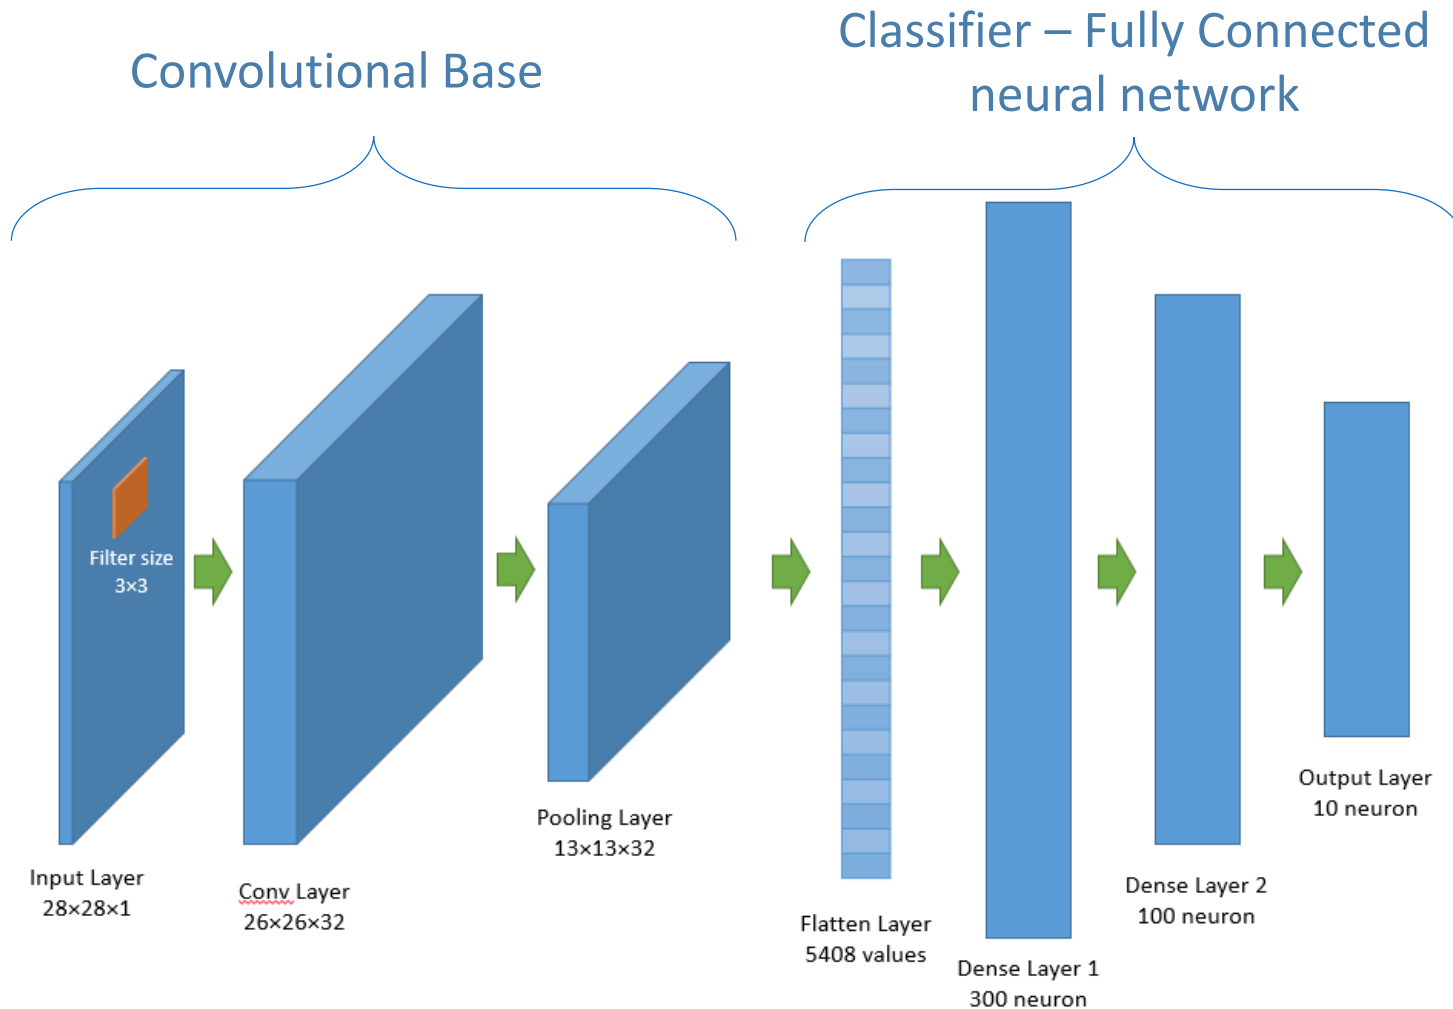 Convolutional Base
Classifier – Fully Connected
neural network
Filter size
3×3
Input Layer
28×28×1
Conv Layer
26×26×32
Pooling Layer
13×13×32
Flatten Layer
5408 values
Dense Layer 1
300 neuron
Dense Layer 2
100 neuron
Output Layer
10 neuron